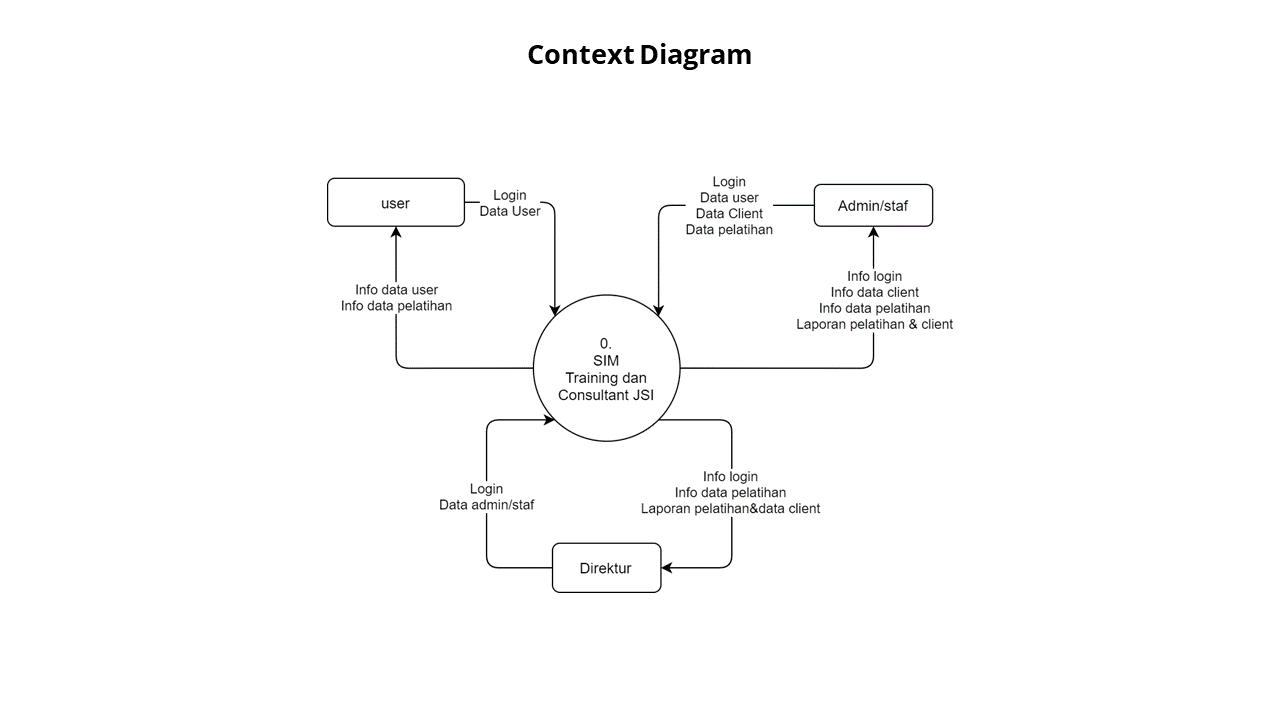 Context Diagram
user
Login
Data User
Login
Data user
Data Client
Data pelatihan
Admin/staf
Info data user
Info data pelatihan
Info login
Info data client
Info data pelatihan
Laporan pelatihan & client
0.
SIM
Training dan
Consultant JSI
Login
Data admin/staf
Info login
Info data pelatihan
Laporan pelatihan&data client
Direktur